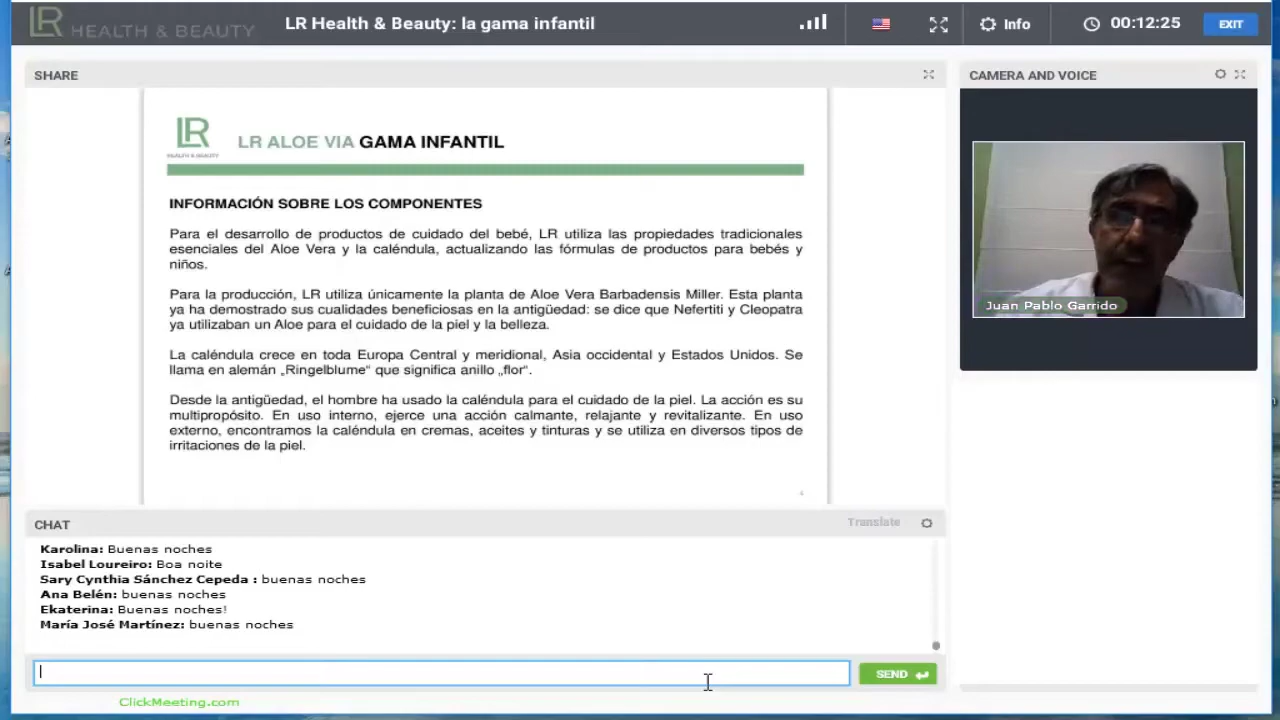 LR HEALTH & BEAUTY
LR Health & Beauty: la gama infantil
Info
00:12:25
EXIT
SHARE
LR
HEALTH & BEAUTY
LR ALOE VIA GAMA INFANTIL
INFORMACIÓN SOBRE LOS COMPONENTES
Para el desarrollo de productos de cuidado del bebé, LR utiliza las propiedades tradicionales
esenciales del Aloe Vera y la caléndula, actualizando las fórmulas de productos para bebés y
niños.
Para la producción, LR utiliza únicamente la planta de Aloe Vera Barbadensis Miller. Esta planta
ya ha demostrado sus cualidades beneficiosas en la antigüedad: se dice que Nefertiti y Cleopatra
ya utilizaban un Aloe para el cuidado de la piel y la belleza.
La caléndula crece en toda Europa Central y meridional, Asia occidental y Estados Unidos. Se
llama en alemán „Ringelblume“ que significa anillo „flor“.
Desde la antigüedad, el hombre ha usado la caléndula para el cuidado de la piel. La acción es su
multipropósito. En uso interno, ejerce una acción calmante, relajante y revitalizante. En uso
externo, encontramos la caléndula en cremas, aceites y tinturas y se utiliza en diversos tipos de
irritaciones de la piel.
CAMERA AND VOICE
Juan Pablo Garrido
CHAT
Translate
Karolina: Buenas noches
Isabel Loureiro: Boa noite
Sary Cynthia Sánchez Cepeda : buenas noches
Ana Belén: buenas noches
Ekaterina: Buenas noches!
María José Martínez: buenas noches
SEND
ClickMeeting.com